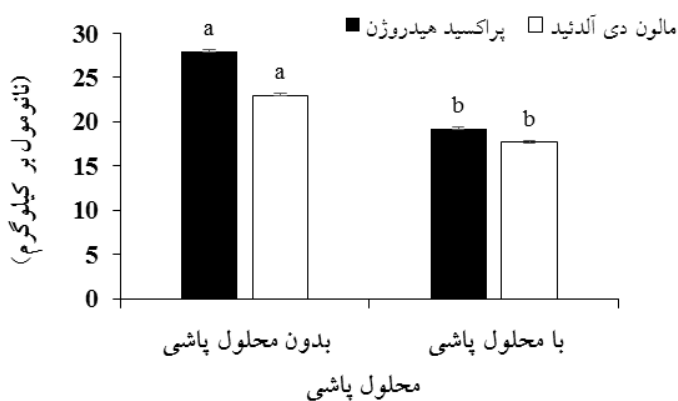 پراکسید هیدروژن مالون دی آلدئید
30
25
20
15
10
5
0
(نانومول بر کیلوگرم)
a
a
b
b
بدون محلول پاشی با محلول پاشی
محلول پاشی